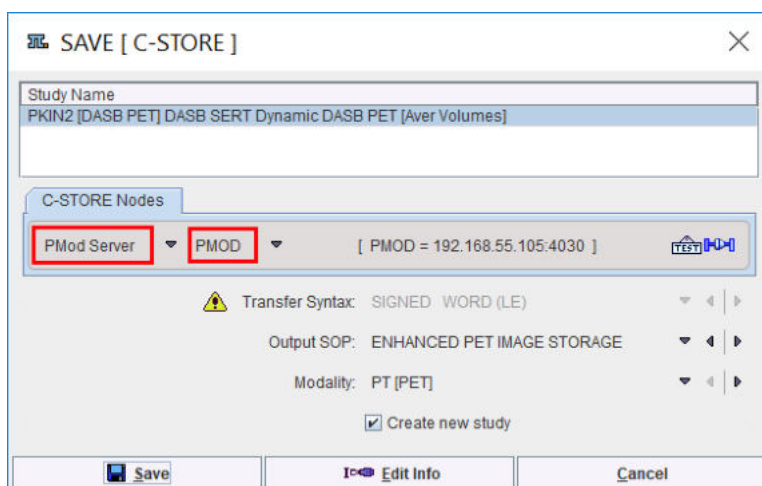 SAVE [ C-STORE ]
Study Name
PKIN2 [DASB PET] DASB SERT Dynamic DASB PET [Aver Volumes]
C-STORE Nodes
PMod Server PMOD [ PMOD = 192.168.55.105:4030 ] TEST
Transfer Syntax: SIGNED WORD (LE)
Output SOP: ENHANCED PET IMAGE STORAGE
Modality: PT [PET]
Create new study
Save Edit Info Cancel